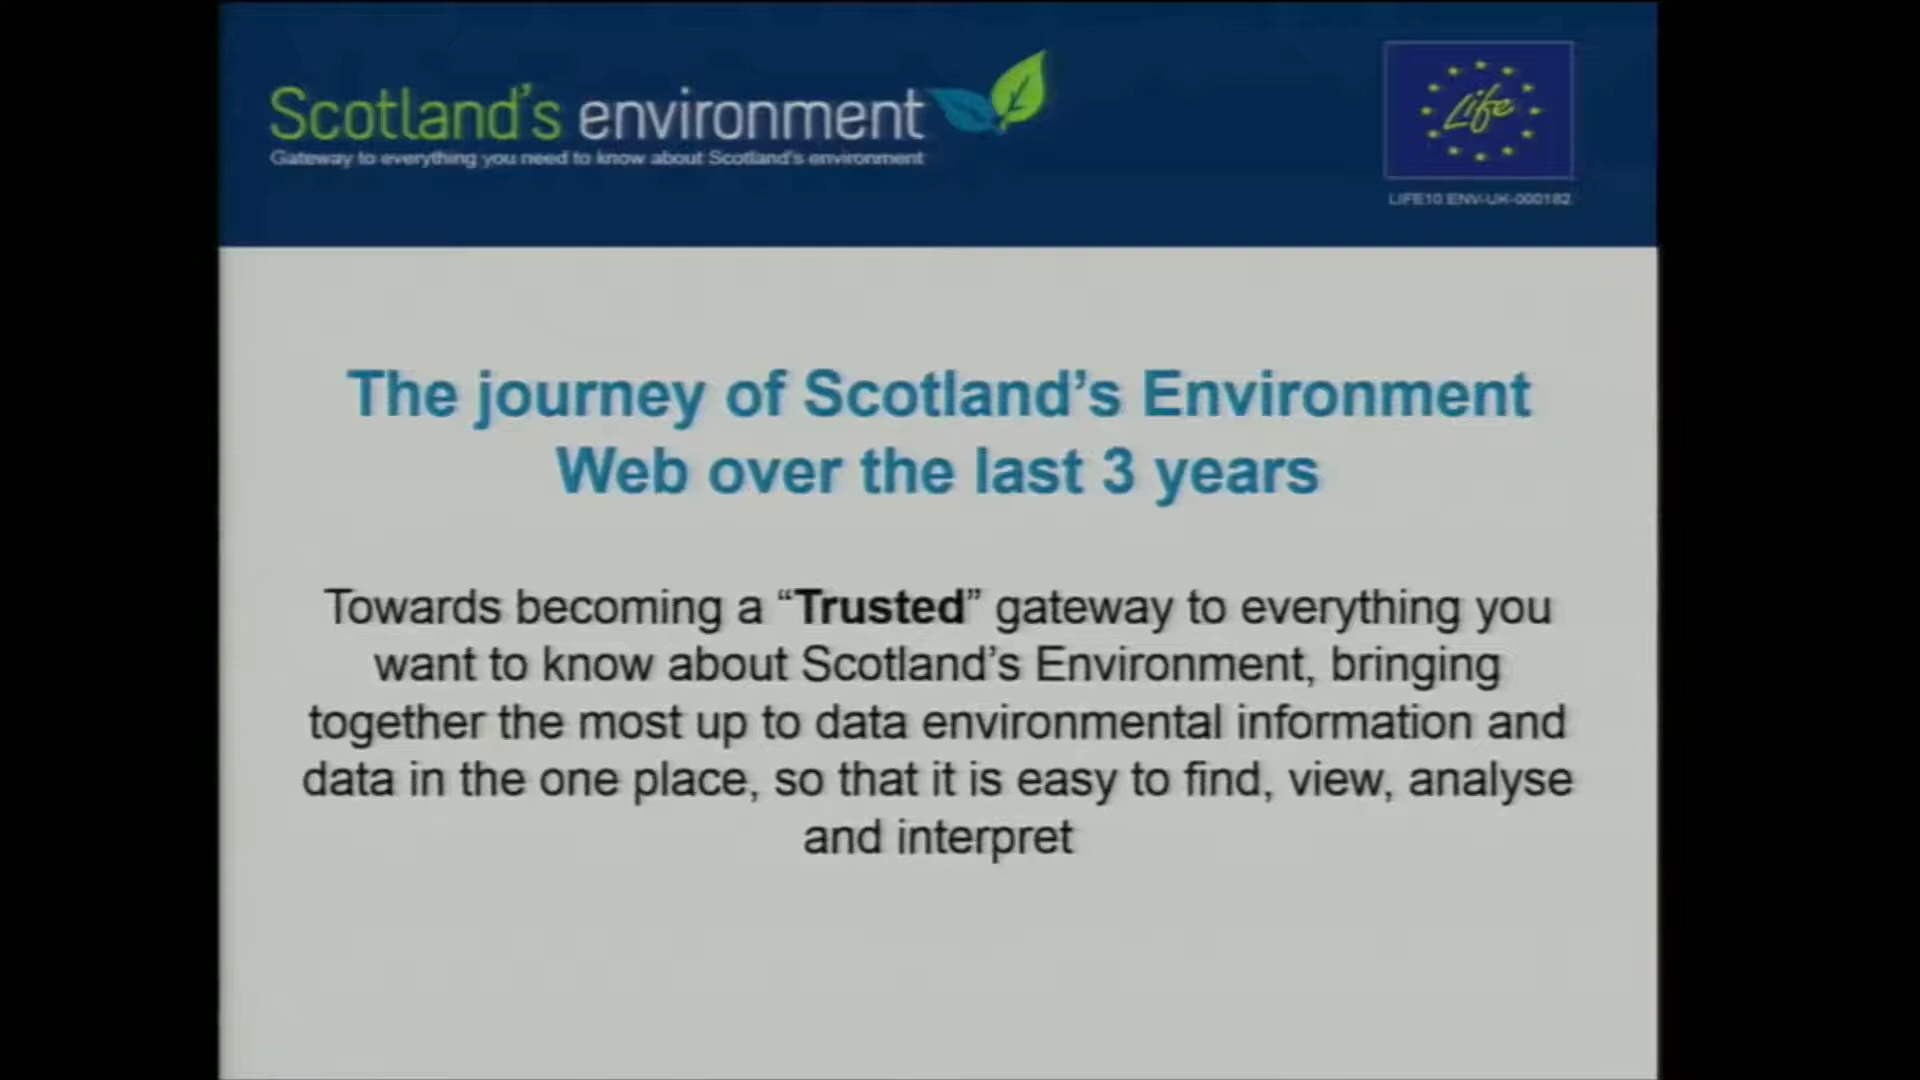 Scotland's environment
Gateway to everything you need to know about Scotland's environment
Life
LIFE10 ENV-UK-000182
The journey of Scotland’s Environment
Web over the last 3 years
Towards becoming a “Trusted” gateway to everything you
want to know about Scotland’s Environment, bringing
together the most up to data environmental information and
data in the one place, so that it is easy to find, view, analyse
and interpret